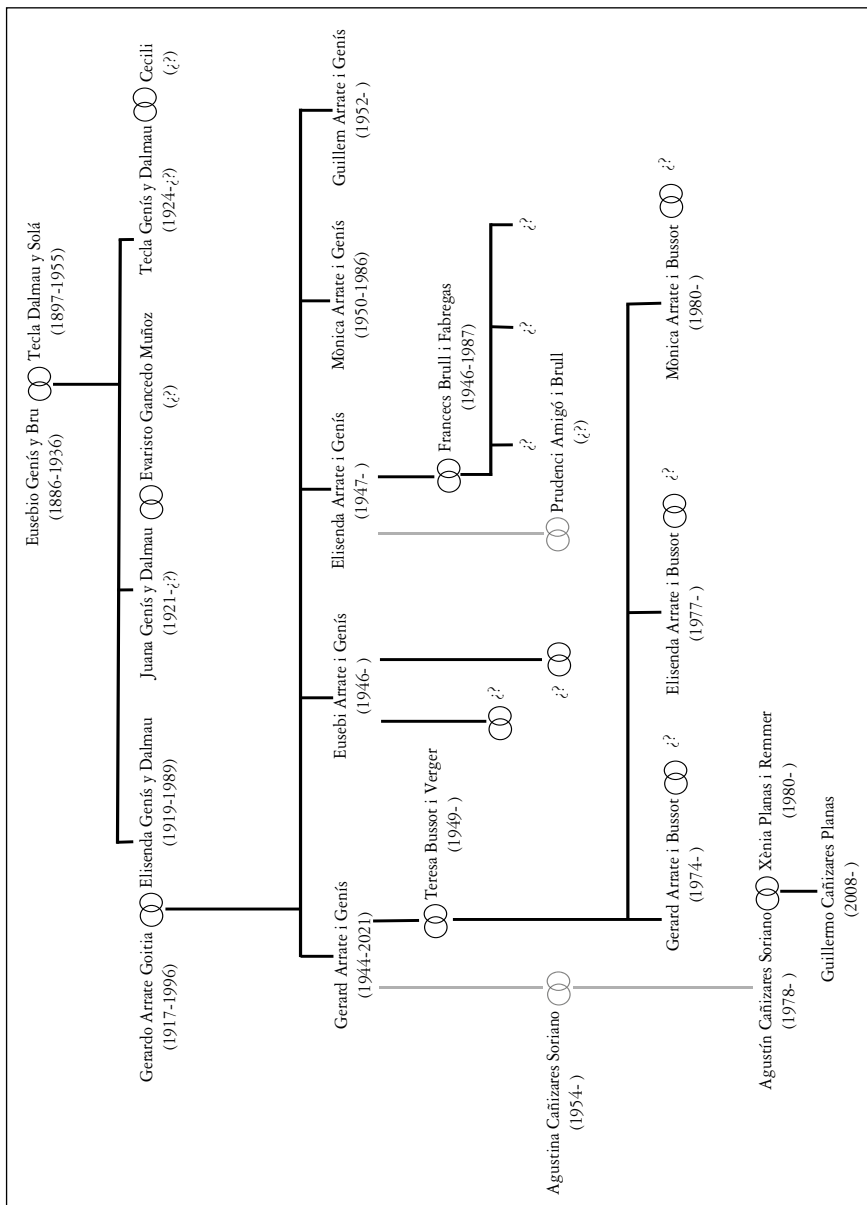 Eusebio Genís y Bru
(1886-1936)
Tecla Dalmau y Solá
(1897-1955)
Gerardo Arrate Goitia
(1917-1996)
Elisenda Genís y Dalmau
(1919-1989)
Juana Genís y Dalmau
(1921-¿?)
Evaristo Gancedo Muñoz
(¿?)
Tecla Genís y Dalmau
(1924-¿?)
Cecili
(¿?)
Gerard Arrate i Genís
(1944-2021)
Eusebi Arrate i Genís
(1946- )
Elisenda Arrate i Genís
(1947- )
Mònica Arrate i Genís
(1950-1986)
Guillem Arrate i Genís
(1952- )
Teresa Bussot i Verger
(1949- )
¿?
¿?
Francecs Brull i Fabregas
(1946-1987)
¿?
¿?
¿?
Agustina Cañizares Soriano
(1954- )
Prudenci Amigó i Brull
(¿?)
Gerard Arrate i Bussot
(1974- )
¿?
Elisenda Arrate i Bussot
(1977- )
¿?
Mònica Arrate i Bussot
(1980- )
¿?
Agustín Cañizares Soriano
(1978- )
Xènia Planas i Remmer
(1980- )
Guillermo Cañizares Planas
(2008- )